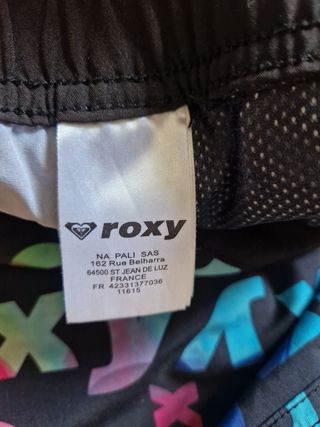 roxy
NA PALI SAS
162 Rue Belharra
64500 ST JEAN DE LUZ
FRANCE
FR 42331377036
11615